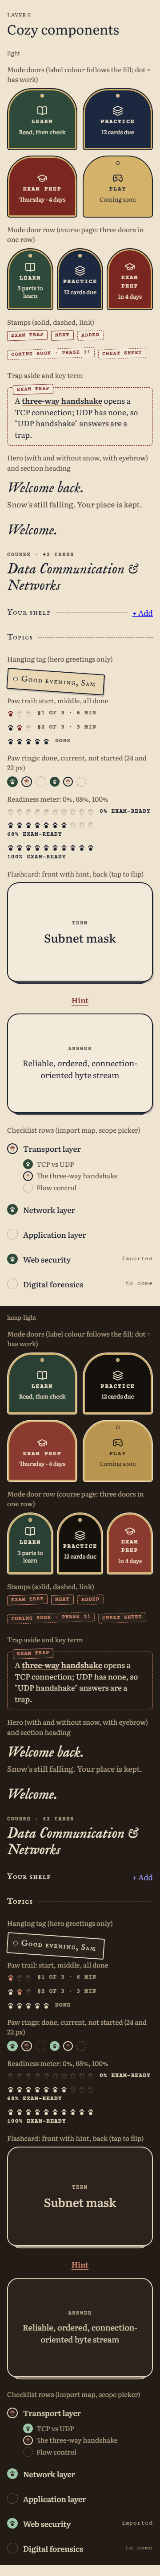 LAYER 6
Cozy components
light
Mode doors (label colour follows the fill; dot =
has work)
LEARN
Read, then check
PRACTICE
12 cards due
EXAM PREP
Thursday · 4 days
PLAY
Coming soon
Mode door row (course page: three doors in
one row)
LEARN
3 parts to
learn
PRACTICE
12 cards due
EXAM
PREP
In 4 days
Stamps (solid, dashed, link)
EXAM TRAP
NEXT
ADDED
COMING SOON · PHASE 11
CHEAT SHEET
Trap aside and key term
EXAM TRAP
A three-way handshake opens a
TCP connection; UDP has none, so
"UDP handshake" answers are a
trap.
Hero (with and without snow, with eyebrow)
and section heading
Welcome back.
Snow's still falling. Your place is kept.
Welcome.
COURSE · 42 CARDS
Data Communication &
Networks
Your shelf
+ Add
Topics
Hanging tag (hero greetings only)
Good evening, Sam
Paw trail: start, midway, all done
§1 OF 3 · 6 MIN
§2 OF 3 · 3 MIN
DONE
Paw rings: done, current, not started (24 and
22 px)
Readiness meter: 0%, 68%, 100%
0% EXAM-READY
68% EXAM-READY
100% EXAM-READY
Flashcard: front with hint, back (tap to flip)
TERM
Subnet mask
Hint
ANSWER
Reliable, ordered, connection-
oriented byte stream
Checklist rows (import map, scope picker)
Transport layer
TCP vs UDP
The three-way handshake
Flow control
Network layer
Application layer
Web security
imported
Digital forensics
to come
lamp-light
Mode doors (label colour follows the fill; dot =
has work)
LEARN
Read, then check
PRACTICE
12 cards due
EXAM PREP
Thursday · 4 days
PLAY
Coming soon
Mode door row (course page: three doors in
one row)
LEARN
3 parts to
learn
PRACTICE
12 cards due
EXAM
PREP
In 4 days
Stamps (solid, dashed, link)
EXAM TRAP
NEXT
ADDED
COMING SOON · PHASE 11
CHEAT SHEET
Trap aside and key term
EXAM TRAP
A three-way handshake opens a
TCP connection; UDP has none, so
"UDP handshake" answers are a
trap.
Hero (with and without snow, with eyebrow)
and section heading
Welcome back.
Snow's still falling. Your place is kept.
Welcome.
COURSE · 42 CARDS
Data Communication &
Networks
Your shelf
+ Add
Topics
Hanging tag (hero greetings only)
Good evening, Sam
Paw trail: start, midway, all done
§1 OF 3 · 6 MIN
§2 OF 3 · 3 MIN
DONE
Paw rings: done, current, not started (24 and
22 px)
Readiness meter: 0%, 68%, 100%
0% EXAM-READY
68% EXAM-READY
100% EXAM-READY
Flashcard: front with hint, back (tap to flip)
TERM
Subnet mask
Hint
ANSWER
Reliable, ordered, connection-
oriented byte stream
Checklist rows (import map, scope picker)
Transport layer
TCP vs UDP
The three-way handshake
Flow control
Network layer
Application layer
Web security
imported
Digital forensics
to come